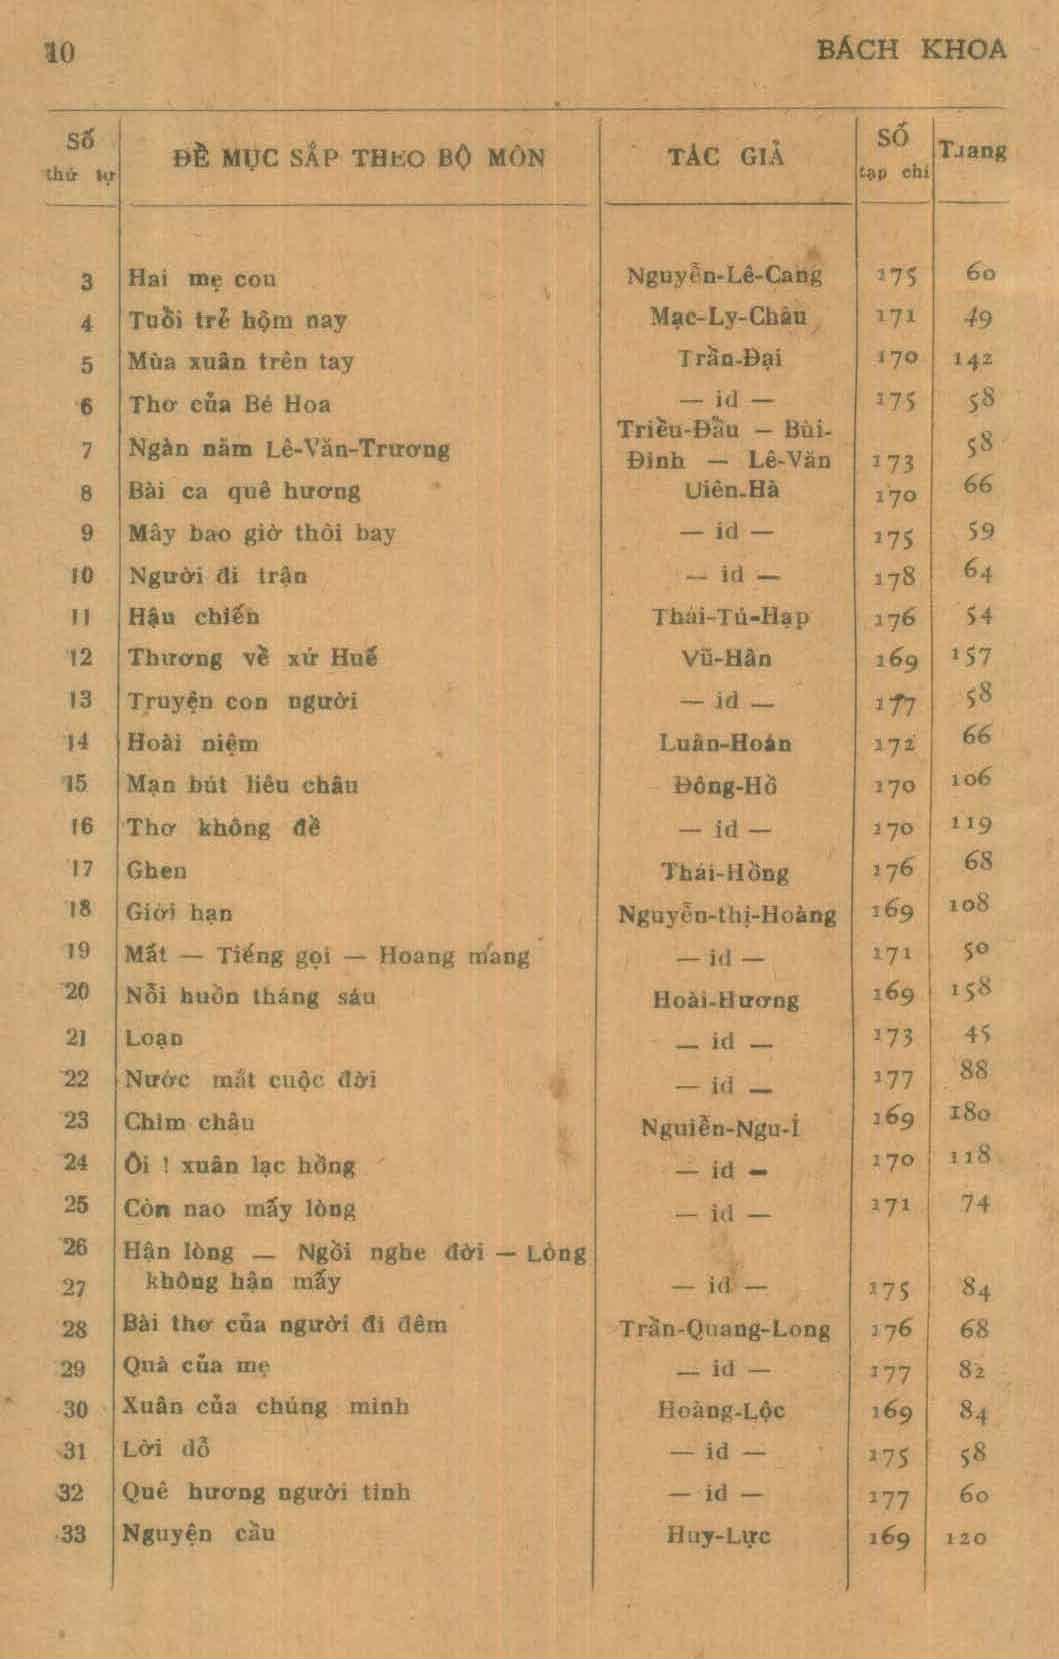 10 BÁCH KHOA
Số thứ tự ĐỀ MỤC SẮP THEO BỘ MÔN TÁC GIẢ SỐ tạp chí Trang
3 Hai mẹ con Nguyễn-Lê-Cang 175 60
4 Tuổi trẻ hôm nay Mạc-Ly-Châu 171 49
5 Mùa xuân trên tay Trần-Đại 170 142
6 Thơ của Bé Hoa — id — 175 58
7 Ngàn năm Lê-Văn-Trương Triều-Đẩu — Bùi-
Đinh — Lê-Văn 173 58
8 Bài ca quê hương Uiên-Hà 170 66
9 Mây bao giờ thôi bay — id — 175 59
10 Người đi trận — id — 178 64
11 Hậu chiến Thái-Tú-Hạp 176 54
12 Thương về xứ Huế Vũ-Hân 169 157
13 Truyện con người — id — 177 58
14 Hoài niệm Luân-Hoán 172 66
15 Mạn bút liêu châu Đông-Hồ 170 106
16 Thơ không đề — id — 170 119
17 Ghen Thái-Hồng 176 68
18 Giới hạn Nguyễn-thị-Hoàng 169 108
19 Mắt — Tiếng gọi — Hoang mang — id — 171 50
20 Nỗi buồn tháng sáu Hoài-Hương 169 158
21 Loạn — id — 173 45
22 Nước mắt cuộc đời — id — 177 88
23 Chim châu Nguiễn-Ngu-Í 169 180
24 Ôi ! xuân lạc hồng — id — 170 118
25 Còn nao mấy lòng — id — 171 74
26 Hận lòng — Ngồi nghe đời — Lòng
27 không hận mấy — id — 175 84
28 Bài thơ của người đi đêm Trần-Quang-Long 176 68
29 Quà của mẹ — id — 177 82
30 Xuân của chúng mình Hoàng-Lộc 169 84
31 Lời dỗ — id — 175 58
32 Quê hương người tình — id — 177 60
33 Nguyện cầu Huy-Lực 169 120